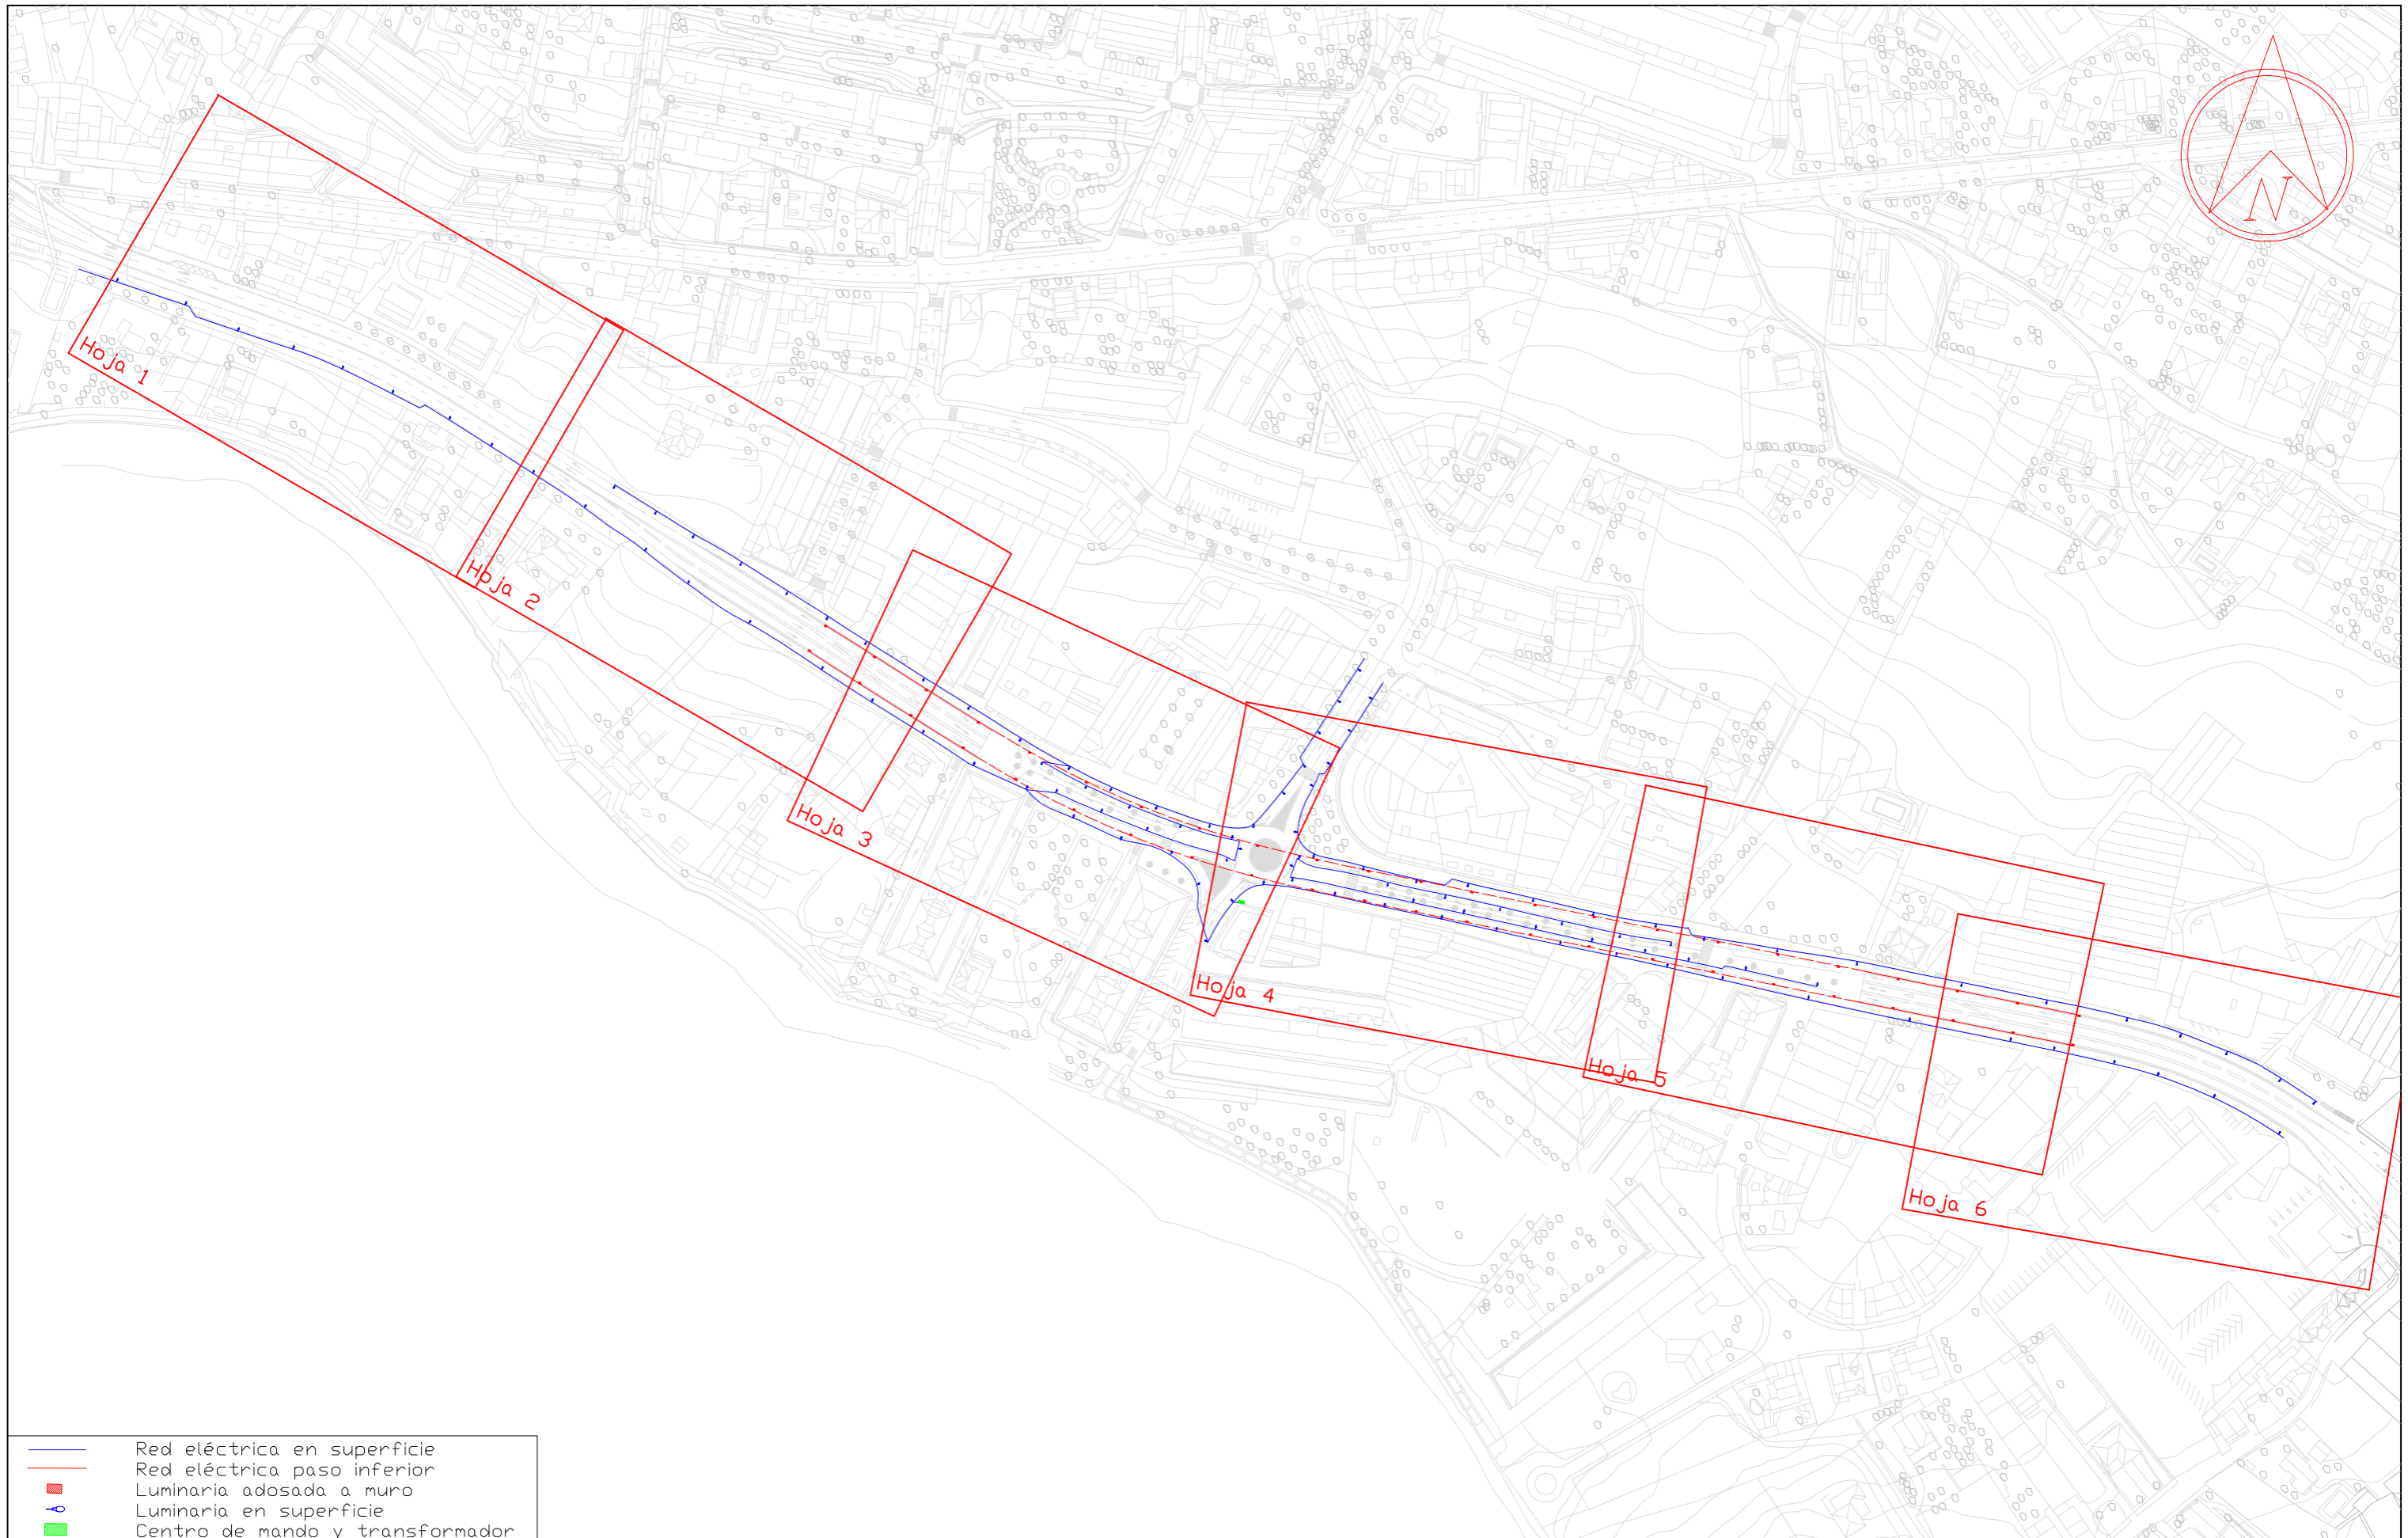 N
Hoja 1
Hoja 2
Hoja 3
Hoja 4
Hoja 5
Hoja 6
Red eléctrica en superficie
Red eléctrica paso inferior
Luminaria adosada a muro
Luminaria en superficie
Centro de mando y transformador